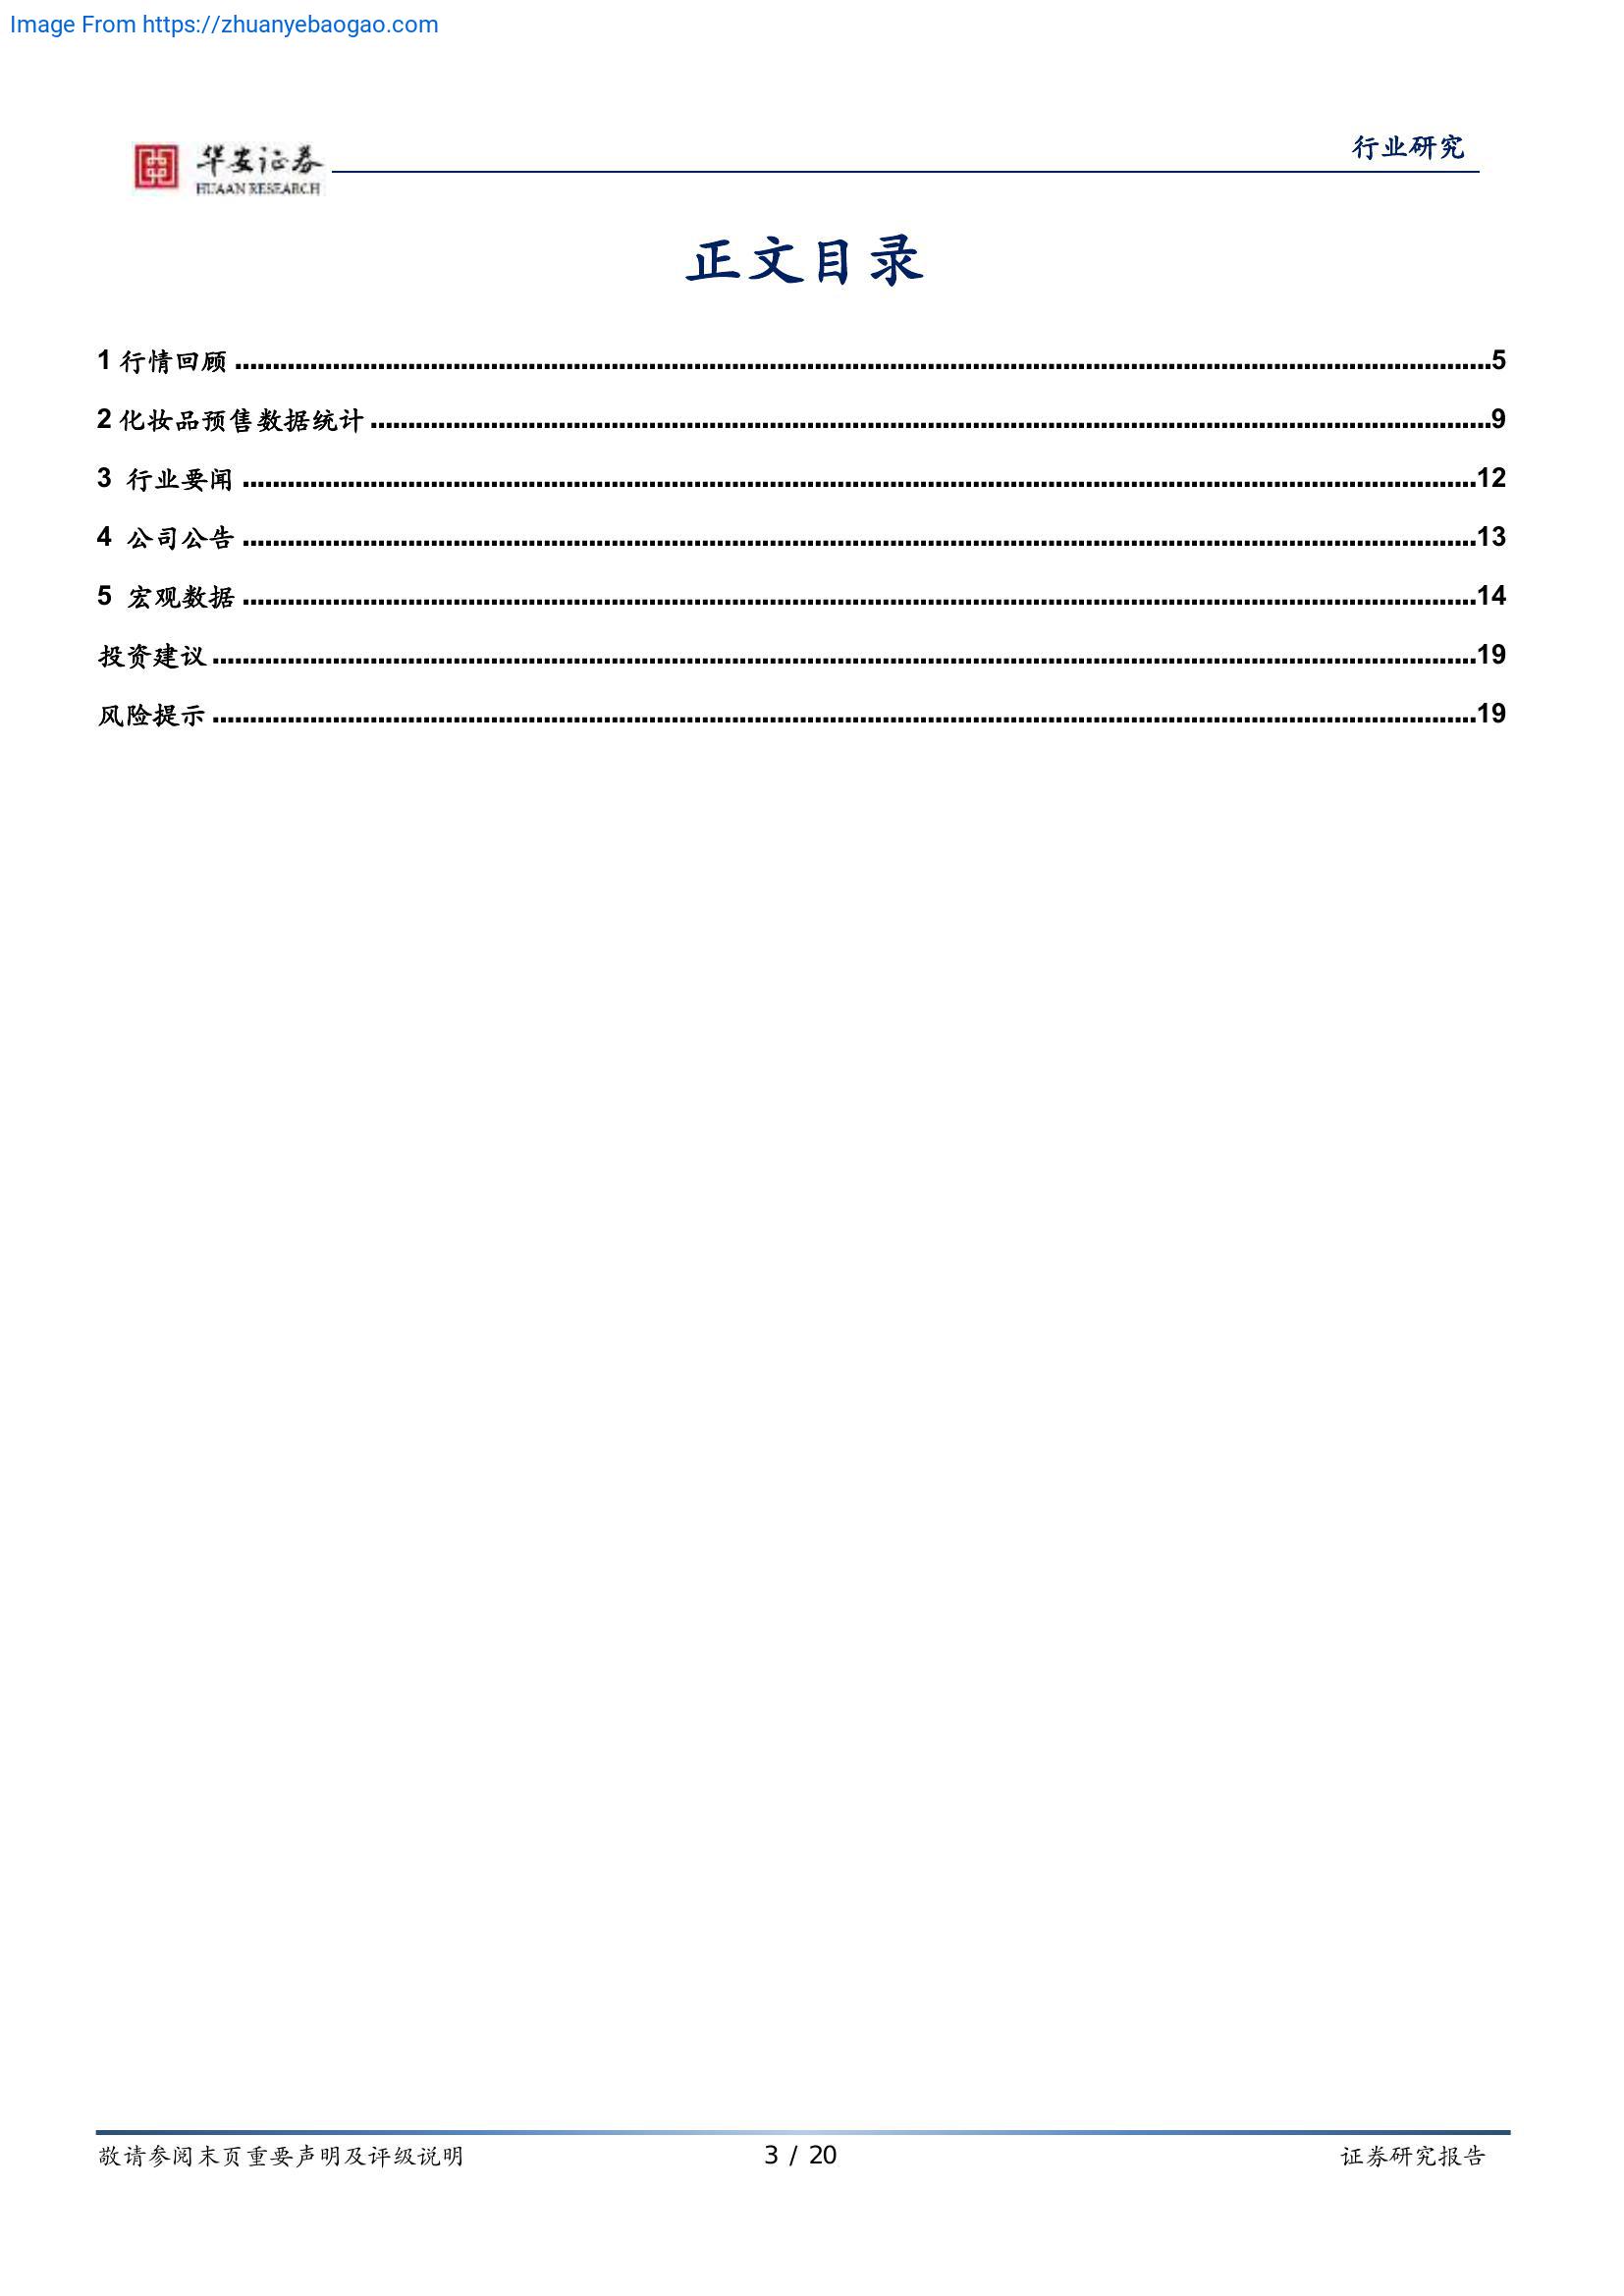 Image From https://zhuanyebaogao.com
华安证券
HUAAN RESEARCH
行业研究
正文目录
1 行情回顾 ........................................................................................................................................................................5
2 化妆品预售数据统计 ......................................................................................................................................................9
3 行业要闻 .....................................................................................................................................................................12
4 公司公告 .....................................................................................................................................................................13
5 宏观数据 .....................................................................................................................................................................14
投资建议 .........................................................................................................................................................................19
风险提示 .........................................................................................................................................................................19
敬请参阅末页重要声明及评级说明
3 / 20
证券研究报告